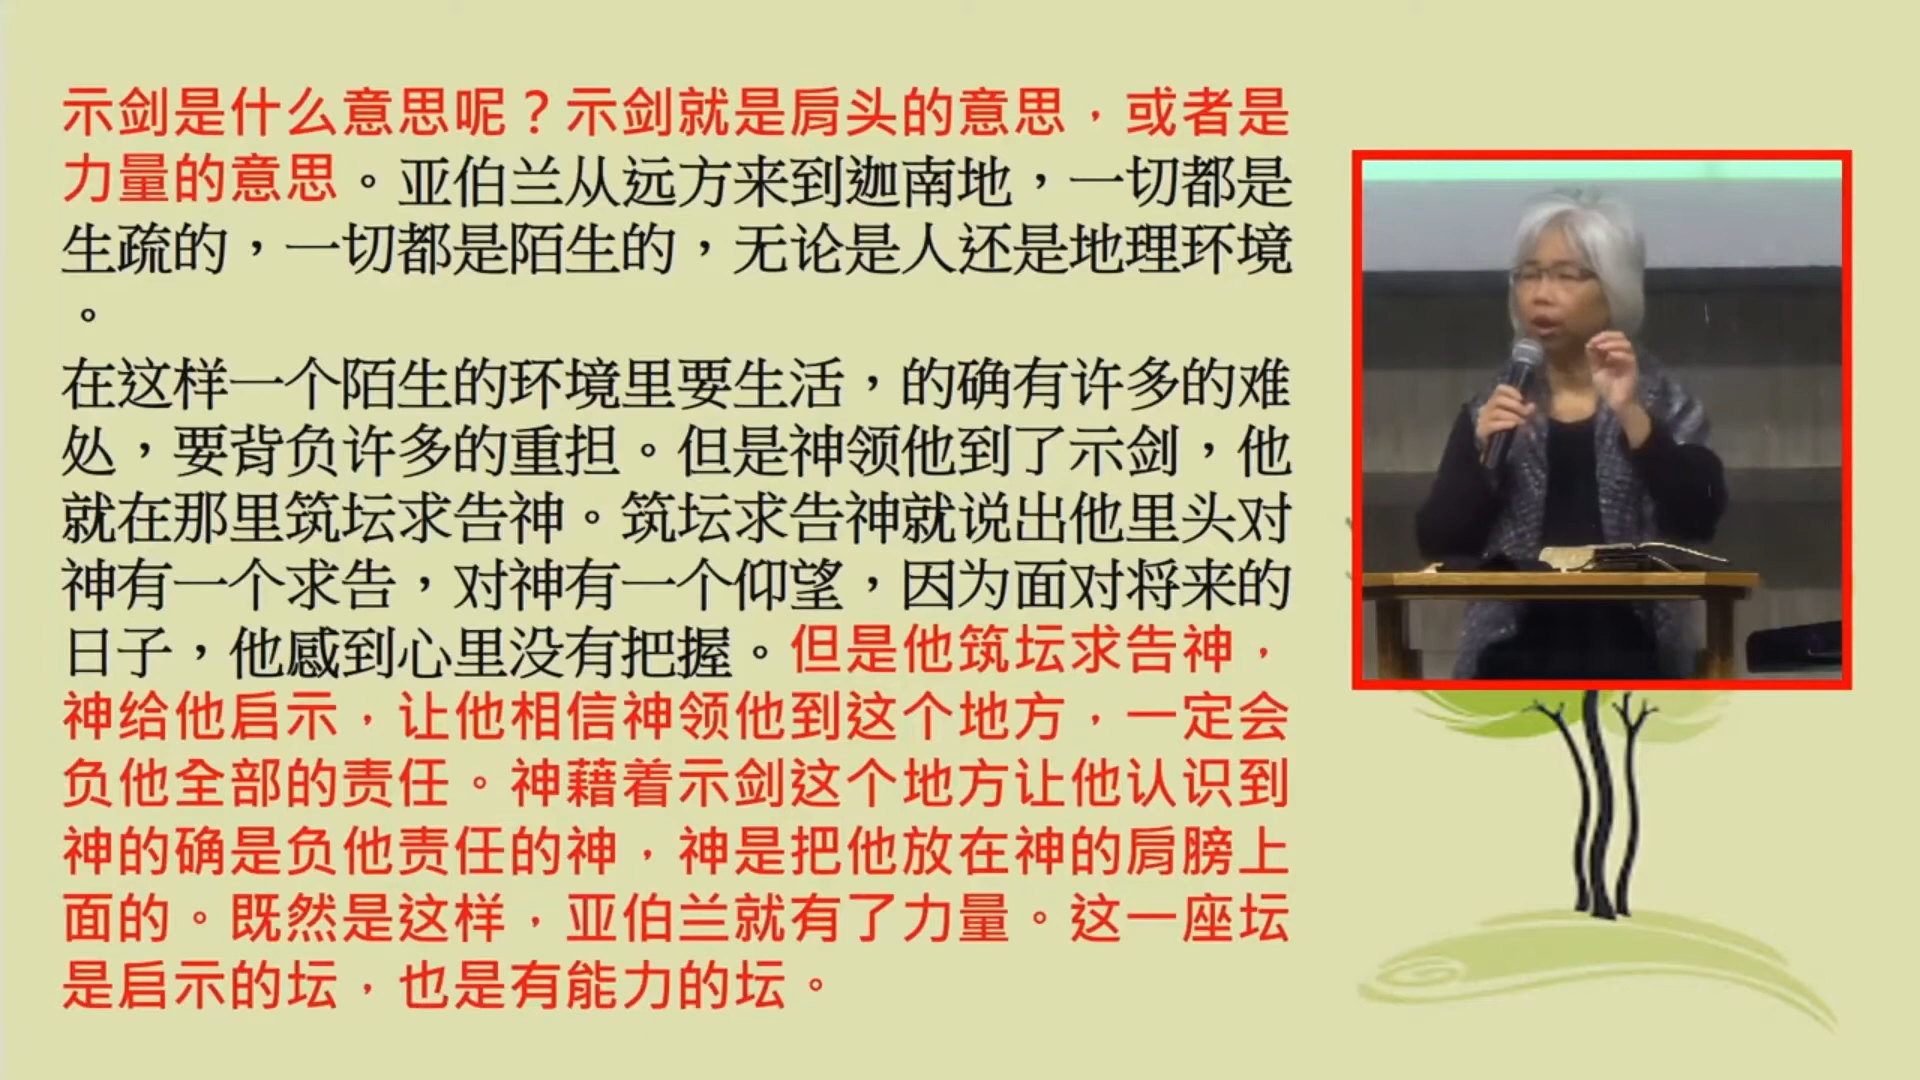 示剑是什么意思呢？示剑就是肩头的意思，或者是
力量的意思。亚伯兰从远方来到迦南地，一切都是
生疏的，一切都是陌生的，无论是人还是地理环境
。
在这样一个陌生的环境里要生活，的确有许多的难
处，要背负许多的重担。但是神领他到了示剑，他
就在那里筑坛求告神。筑坛求告神就说出他里头对
神有一个求告，对神有一个仰望，因为面对将来的
日子，他感到心里没有把握。但是他筑坛求告神，
神给他启示，让他相信神领他到这个地方，一定会
负他全部的责任。神藉着示剑这个地方让他认识到
神的确是负他责任的神，神是把他放在神的肩膀上
面的。既然是这样，亚伯兰就有了力量。这一座坛
是启示的坛，也是有能力的坛。